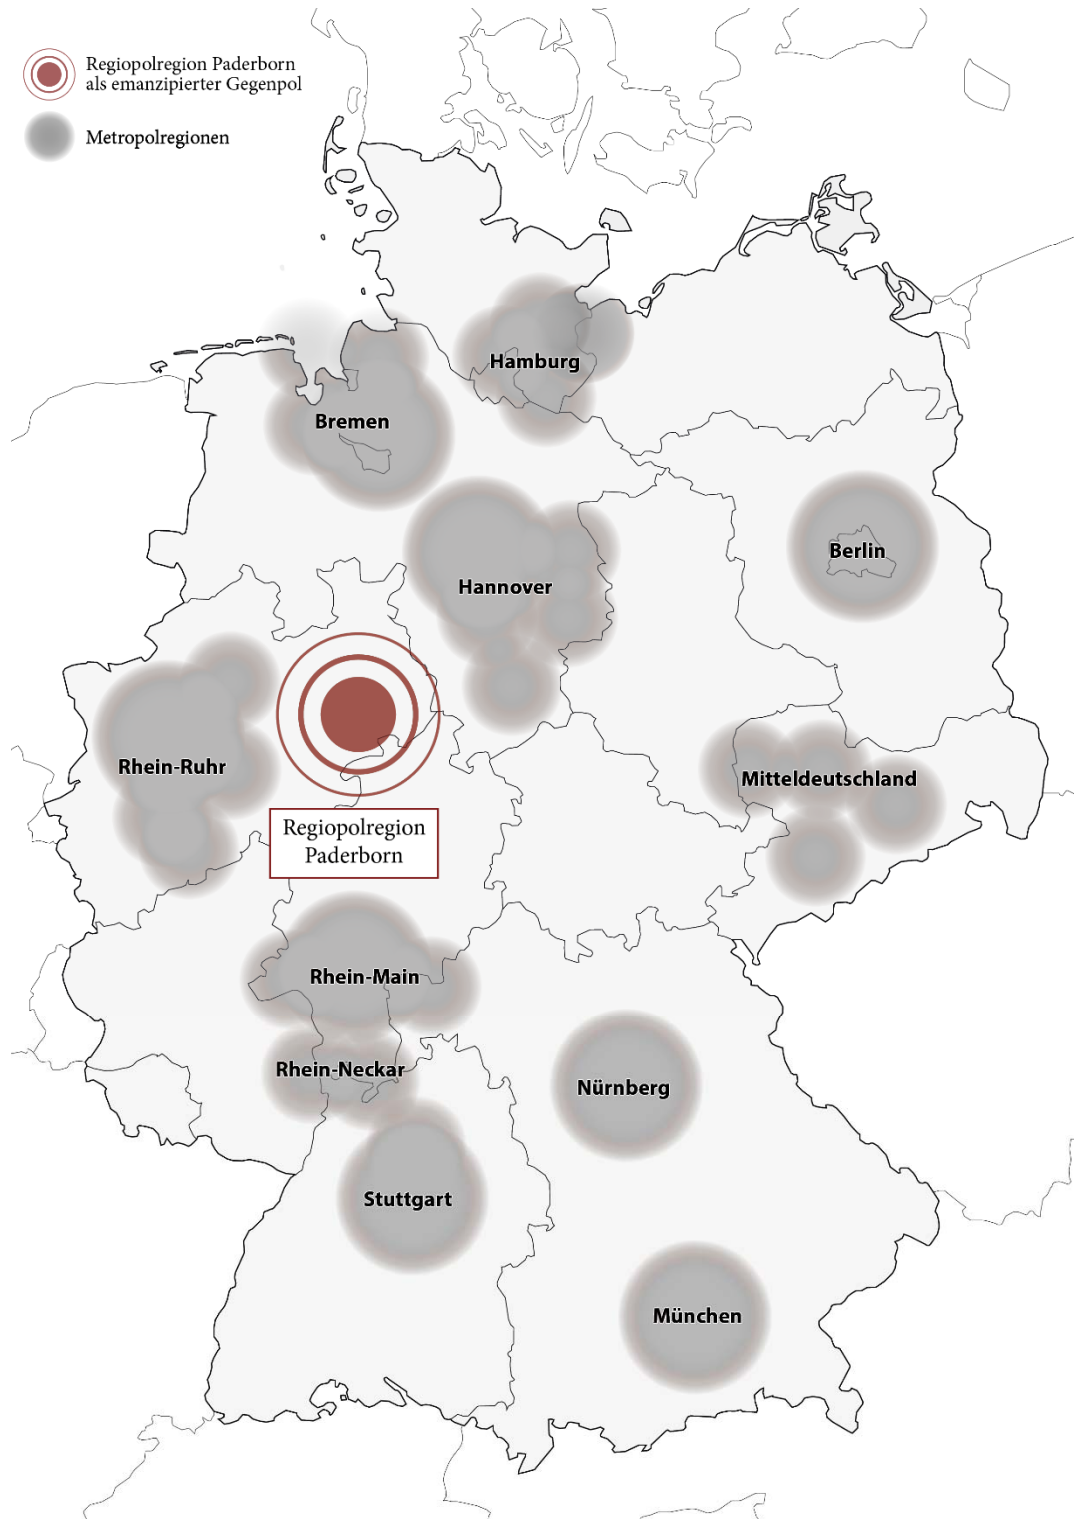 Regiopolregion Paderborn
als emanzipierter Gegenpol
Metropolregionen
Hamburg
Bremen
Berlin
Hannover
Rhein-Ruhr
Mitteldeutschland
Regiopolregion
Paderborn
Rhein-Main
Rhein-Neckar
Nürnberg
Stuttgart
München